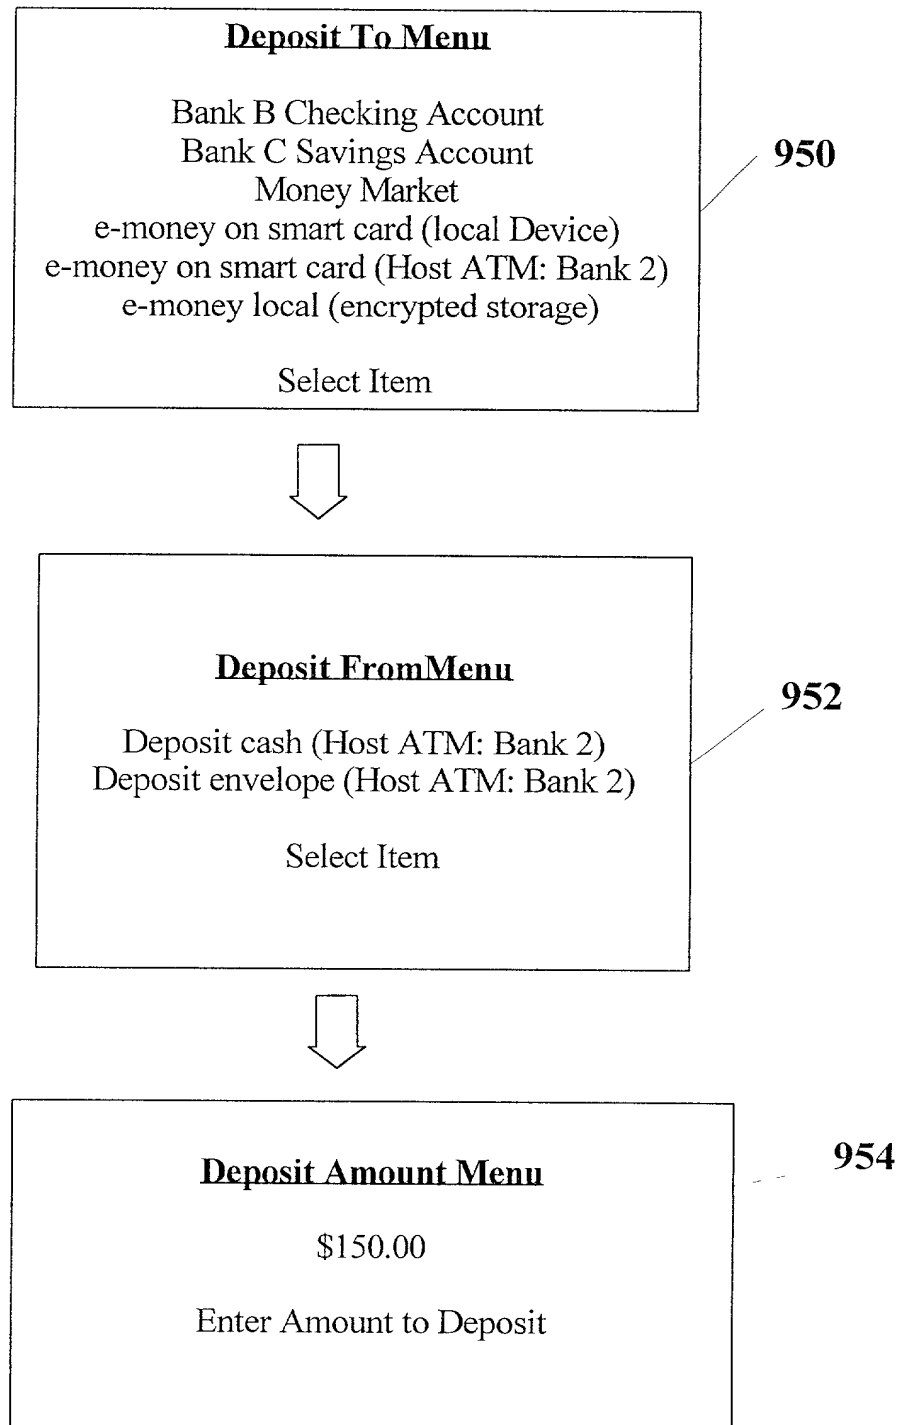 Deposit To Menu
Bank B Checking Account
Bank C Savings Account
Money Market
e-money on smart card (local Device)
e-money on smart card (Host ATM: Bank 2)
e-money local (encrypted storage)
Select Item
950
Deposit FromMenu
Deposit cash (Host ATM: Bank 2)
Deposit envelope (Host ATM: Bank 2)
Select Item
952
Deposit Amount Menu
$150.00
Enter Amount to Deposit
954